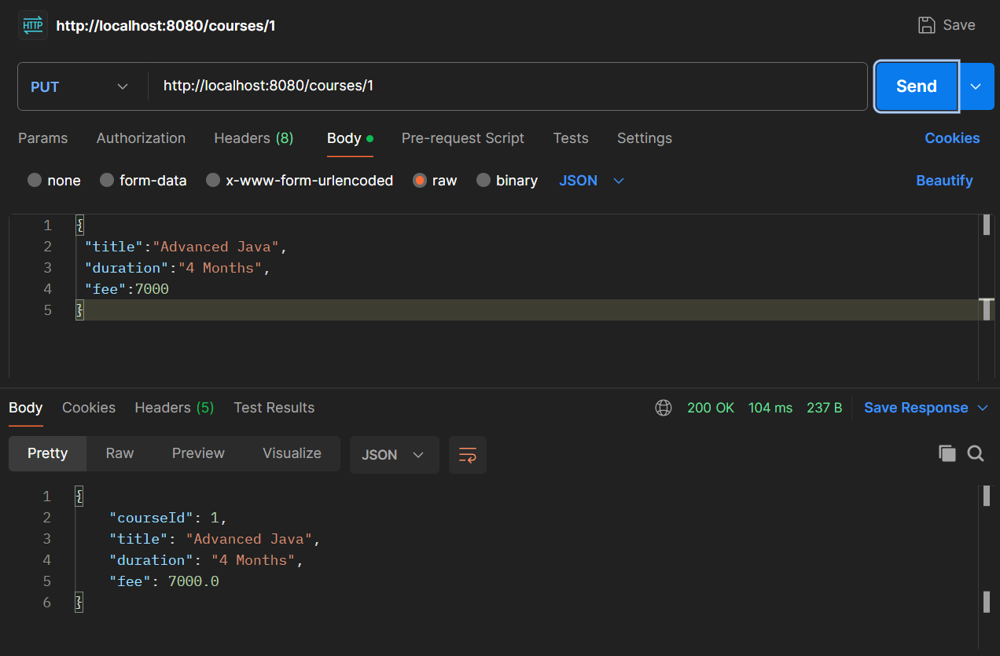 HTTP http://localhost:8080/courses/1 Save
PUT http://localhost:8080/courses/1 Send
Params Authorization Headers (8) Body Pre-request Script Tests Settings Cookies
none form-data x-www-form-urlencoded raw binary JSON Beautify
1 {
2 "title":"Advanced Java",
3 "duration":"4 Months",
4 "fee":7000
5 }
Body Cookies Headers (5) Test Results 200 OK 104 ms 237 B Save Response
Pretty Raw Preview Visualize JSON
1 {
2 "courseId": 1,
3 "title": "Advanced Java",
4 "duration": "4 Months",
5 "fee": 7000.0
6 }